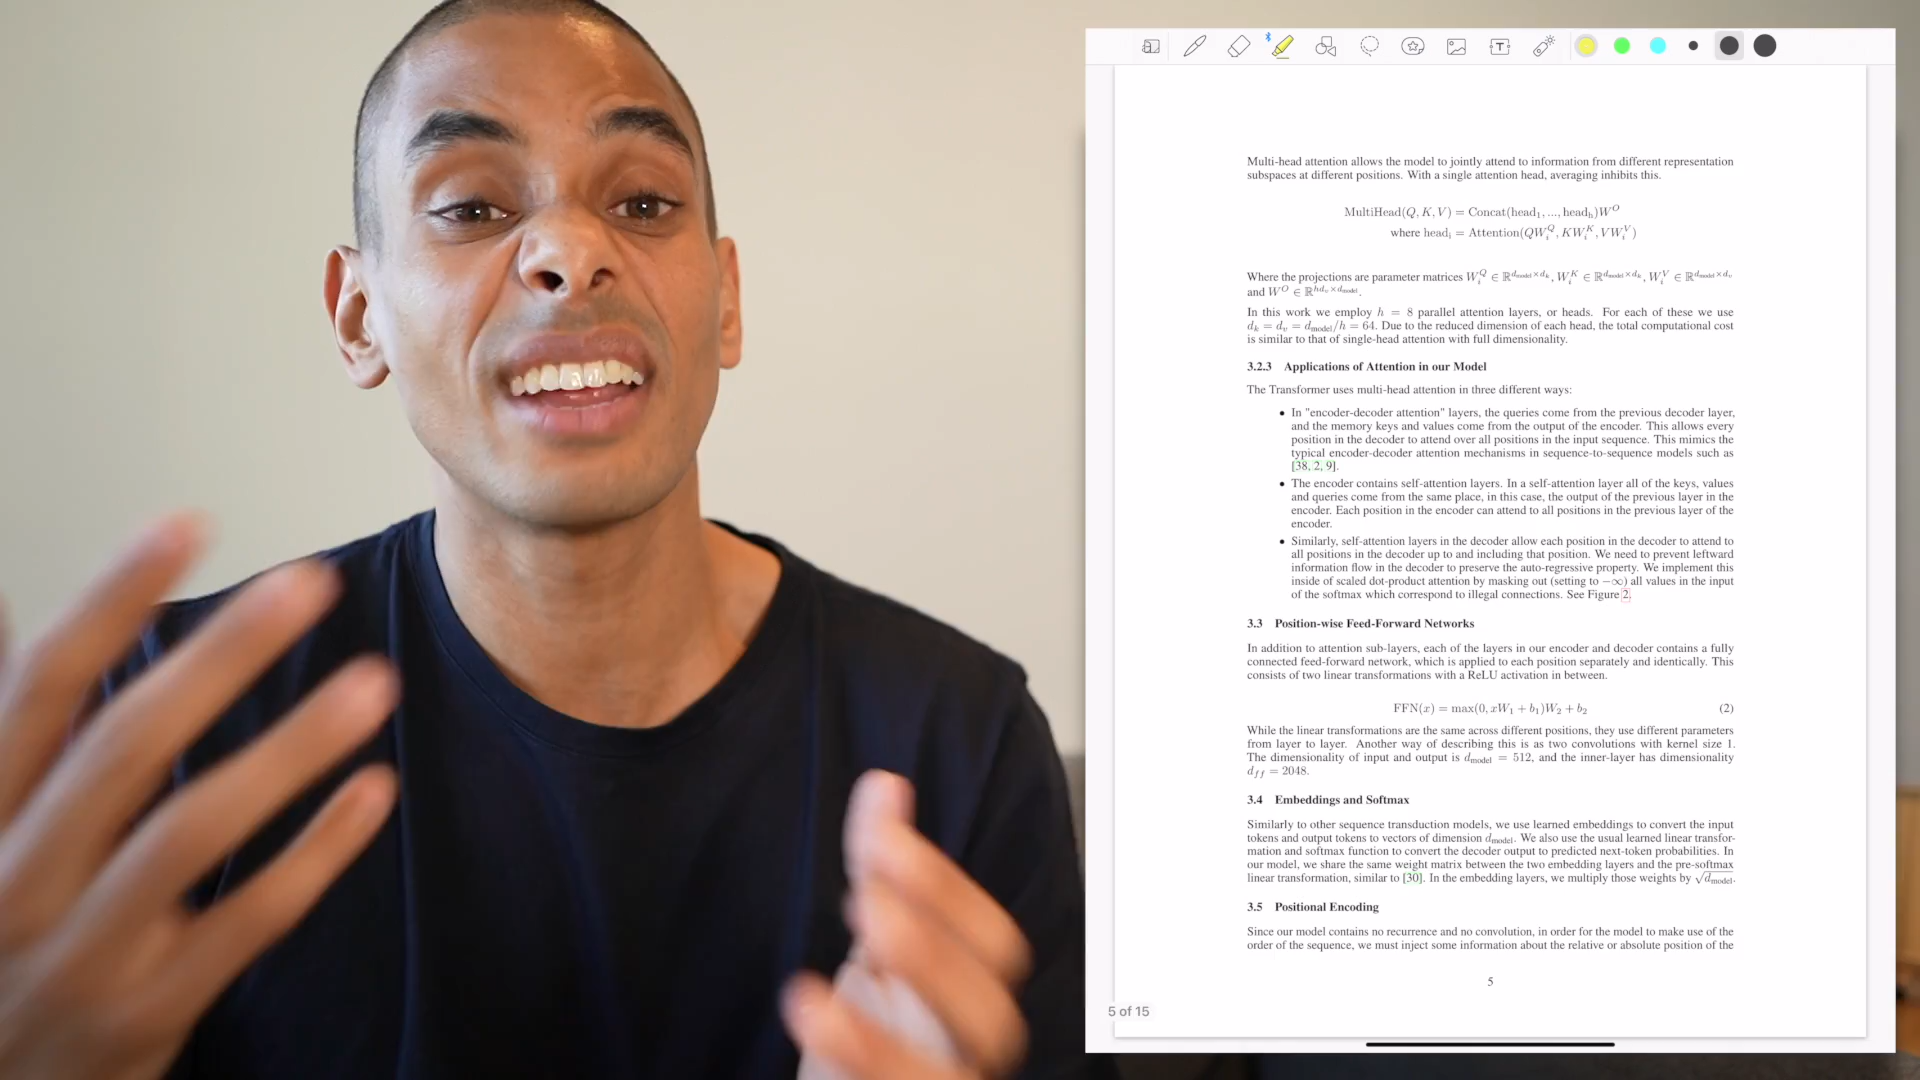 Multi-head attention allows the model to jointly attend to information from different representation
subspaces at different positions. With a single attention head, averaging inhibits this.
MultiHead(Q, K, V) = Concat(head₁, ..., headₕ)W^O
where headᵢ = Attention(QWᵢ^Q, KWᵢ^K, VWᵢ^V)
Where the projections are parameter matrices Wᵢ^Q ∈ ℝ^{d_model×d_k}, Wᵢ^K ∈ ℝ^{d_model×d_k}, Wᵢ^V ∈ ℝ^{d_model×d_v}
and W^O ∈ ℝ^{hd_v×d_model}.
In this work we employ h = 8 parallel attention layers, or heads. For each of these we use
d_k = d_v = d_model/h = 64. Due to the reduced dimension of each head, the total computational cost
is similar to that of single-head attention with full dimensionality.
3.2.3 Applications of Attention in our Model
The Transformer uses multi-head attention in three different ways:
• In "encoder-decoder attention" layers, the queries come from the previous decoder layer,
and the memory keys and values come from the output of the encoder. This allows every
position in the decoder to attend over all positions in the input sequence. This mimics the
typical encoder-decoder attention mechanisms in sequence-to-sequence models such as
[38, 2, 9].
• The encoder contains self-attention layers. In a self-attention layer all of the keys, values
and queries come from the same place, in this case, the output of the previous layer in the
encoder. Each position in the encoder can attend to all positions in the previous layer of the
encoder.
• Similarly, self-attention layers in the decoder allow each position in the decoder to attend to
all positions in the decoder up to and including that position. We need to prevent leftward
information flow in the decoder to preserve the auto-regressive property. We implement this
inside of scaled dot-product attention by masking out (setting to −∞) all values in the input
of the softmax which correspond to illegal connections. See Figure 2.
3.3 Position-wise Feed-Forward Networks
In addition to attention sub-layers, each of the layers in our encoder and decoder contains a fully
connected feed-forward network, which is applied to each position separately and identically. This
consists of two linear transformations with a ReLU activation in between.
FFN(x) = max(0, xW₁ + b₁)W₂ + b₂ (2)
While the linear transformations are the same across different positions, they use different parameters
from layer to layer. Another way of describing this is as two convolutions with kernel size 1.
The dimensionality of input and output is d_model = 512, and the inner-layer has dimensionality
d_ff = 2048.
3.4 Embeddings and Softmax
Similarly to other sequence transduction models, we use learned embeddings to convert the input
tokens and output tokens to vectors of dimension d_model. We also use the usual learned linear transfor-
mation and softmax function to convert the decoder output to predicted next-token probabilities. In
our model, we share the same weight matrix between the two embedding layers and the pre-softmax
linear transformation, similar to [30]. In the embedding layers, we multiply those weights by √d_model.
3.5 Positional Encoding
Since our model contains no recurrence and no convolution, in order for the model to make use of the
order of the sequence, we must inject some information about the relative or absolute position of the
5
5 of 15